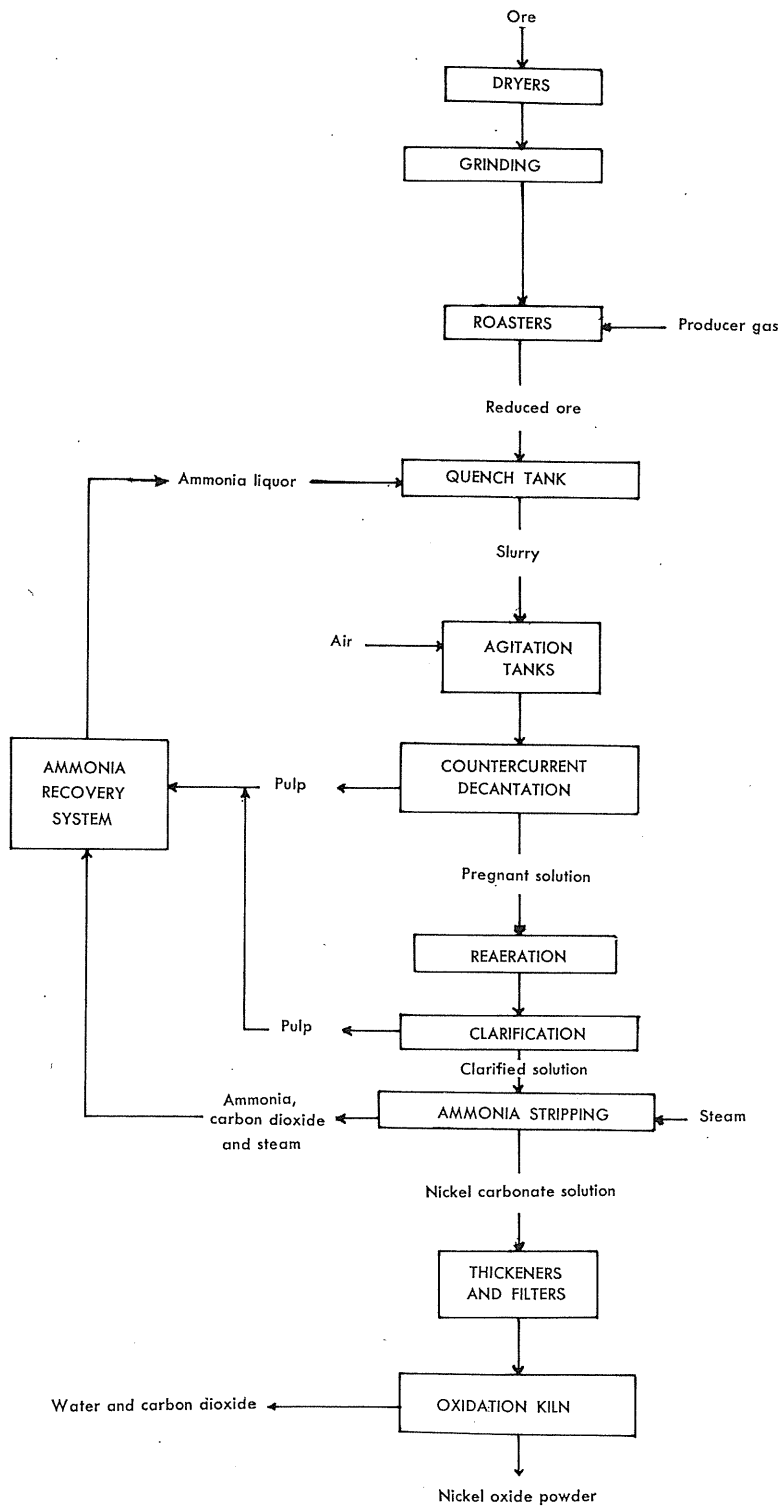 Ore
DRYERS
GRINDING
ROASTERS
Producer gas
Reduced ore
Ammonia liquor
QUENCH TANK
Slurry
Air
AGITATION
TANKS
AMMONIA
RECOVERY
SYSTEM
Pulp
COUNTERCURRENT
DECANTATION
Pregnant solution
REAERATION
Pulp
CLARIFICATION
Clarified solution
Ammonia,
carbon dioxide
and steam
AMMONIA STRIPPING
Steam
Nickel carbonate solution
THICKENERS
AND FILTERS
Water and carbon dioxide
OXIDATION KILN
Nickel oxide powder